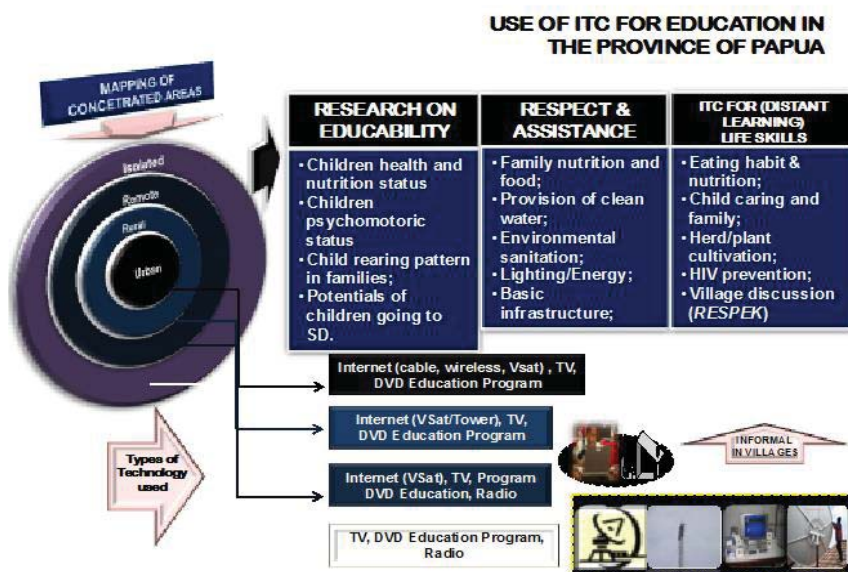 USE OF ITC FOR EDUCATION IN
THE PROVINCE OF PAPUA
MAPPING OF
CONCETRATED AREAS
Isolated
Remote
Rural
Urban
RESEARCH ON
EDUCABILITY
• Children health and
nutrition status
• Children
psychomotoric
status
• Child rearing pattern
in families;
• Potentials of
children going to
SD.
RESPECT &
ASSISTANCE
• Family nutrition and
food;
• Provision of clean
water;
• Environmental
sanitation;
• Lighting/Energy;
• Basic
infrastructure;
ITC FOR (DISTANT
LEARNING)
LIFE SKILLS
• Eating habit &
nutrition;
• Child caring and
family;
• Herd/plant
cultivation;
• HIV prevention;
• Village discussion
(RESPEK)
Internet (cable, wireless, Vsat) , TV,
DVD Education Program
Internet (VSat/Tower), TV,
DVD Education Program
Internet (VSat), TV, Program
DVD Education, Radio
TV, DVD Education Program,
Radio
Types of
Technology
used
INFORMAL
IN VILLAGES